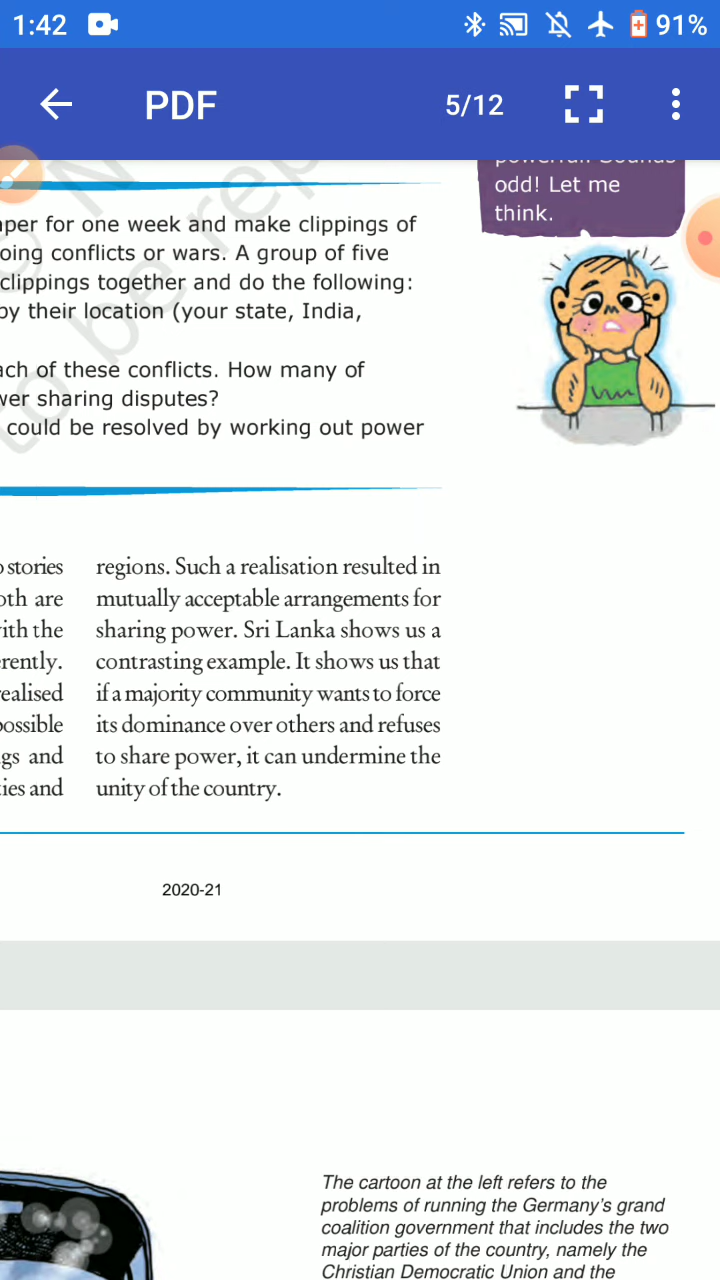 1:42
91%
PDF
5/12
odd! Let me
think.
aper for one week and make clippings of
oing conflicts or wars. A group of five
clippings together and do the following:
by their location (your state, India,
ach of these conflicts. How many of
wer sharing disputes?
could be resolved by working out power
stories
oth are
with the
erently.
ealised
possible
gs and
ties and
regions. Such a realisation resulted in
mutually acceptable arrangements for
sharing power. Sri Lanka shows us a
contrasting example. It shows us that
if a majority community wants to force
its dominance over others and refuses
to share power, it can undermine the
unity of the country.
2020-21
The cartoon at the left refers to the
problems of running the Germany's grand
coalition government that includes the two
major parties of the country, namely the
Christian Democratic Union and the